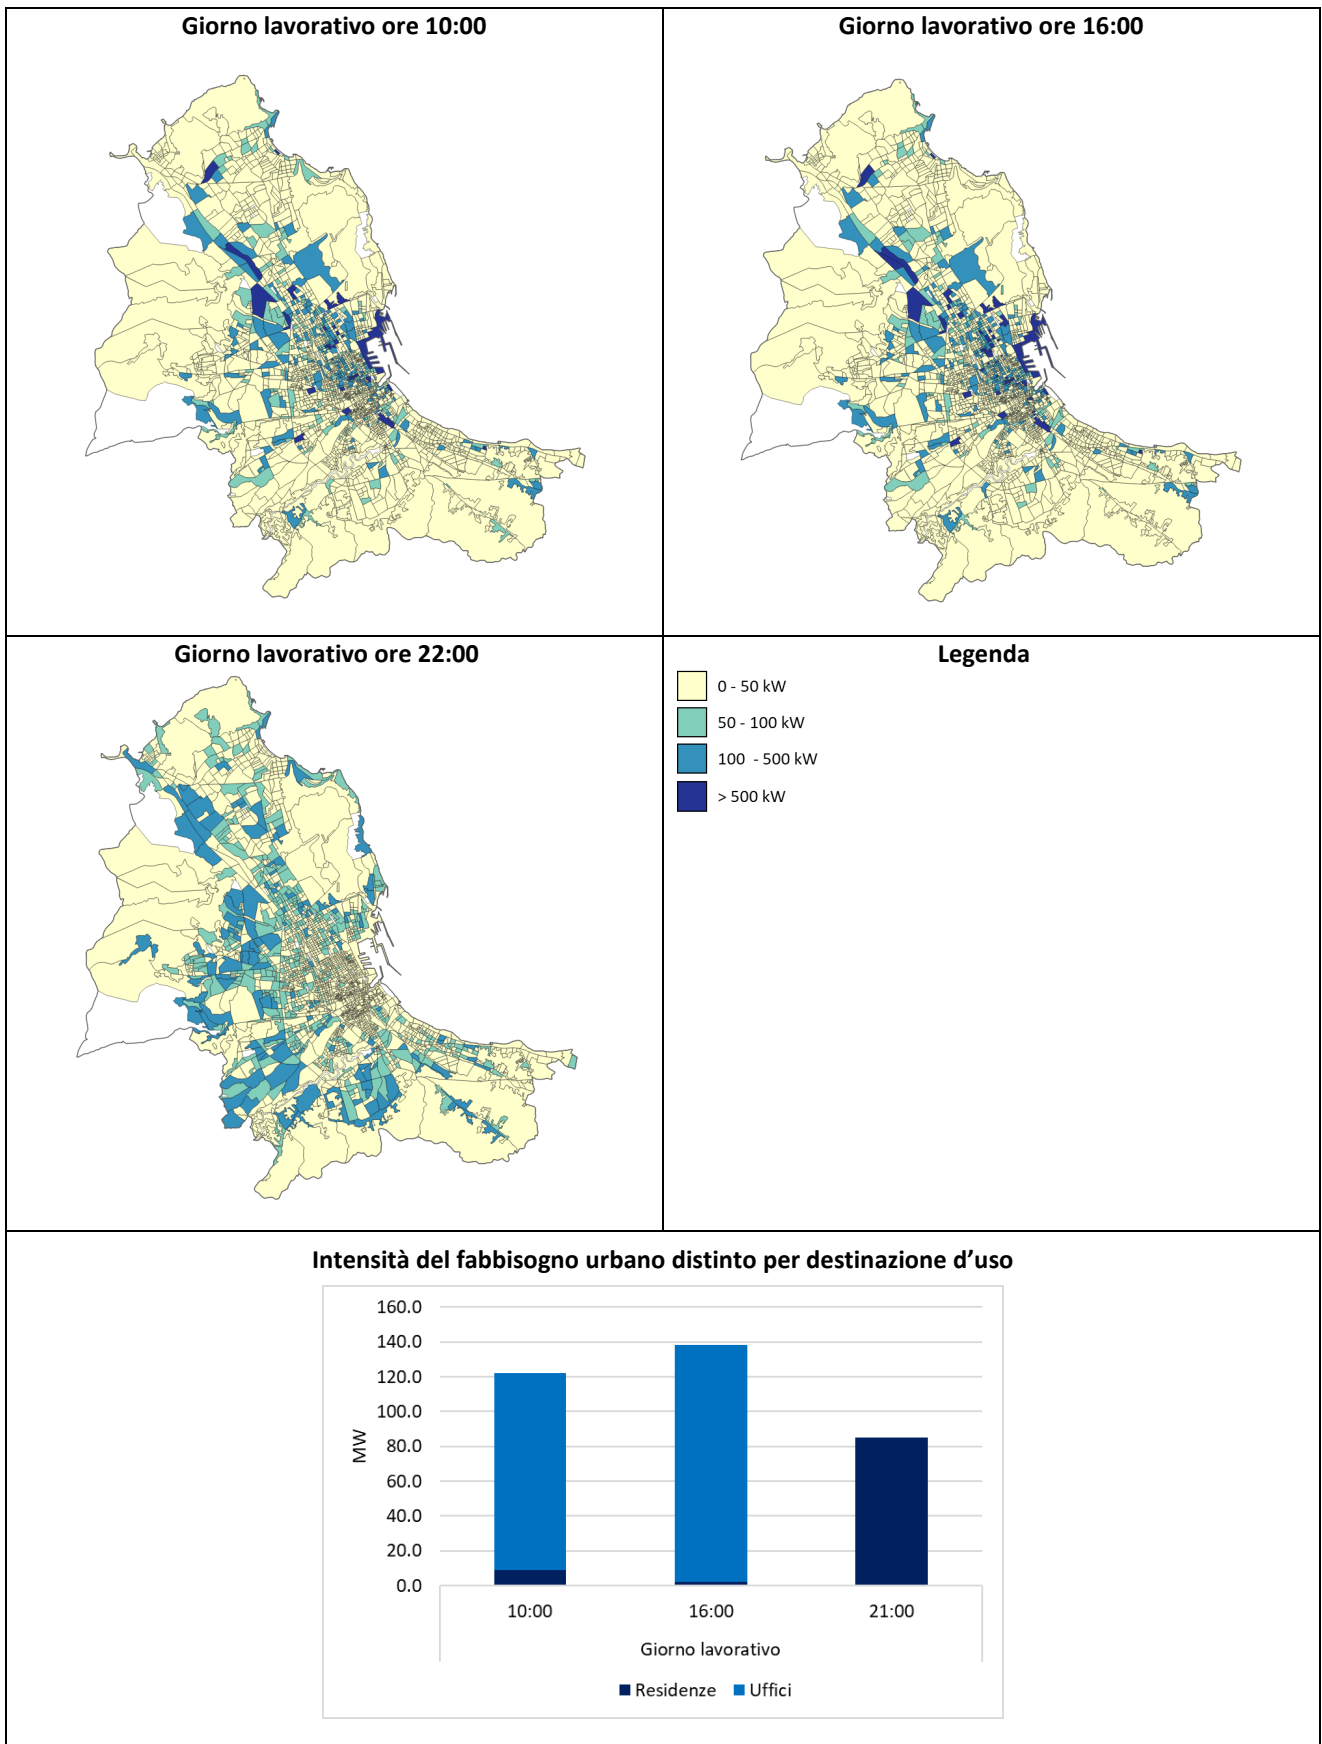 Giorno lavorativo ore 10:00
Giorno lavorativo ore 16:00
Giorno lavorativo ore 22:00
Legenda
0 - 50 kW
50 - 100 kW
100 - 500 kW
> 500 kW
Intensità del fabbisogno urbano distinto per destinazione d’uso
160.0
140.0
120.0
100.0
80.0
60.0
40.0
20.0
0.0
MW
10:00 16:00 21:00
Giorno lavorativo
Residenze Uffici